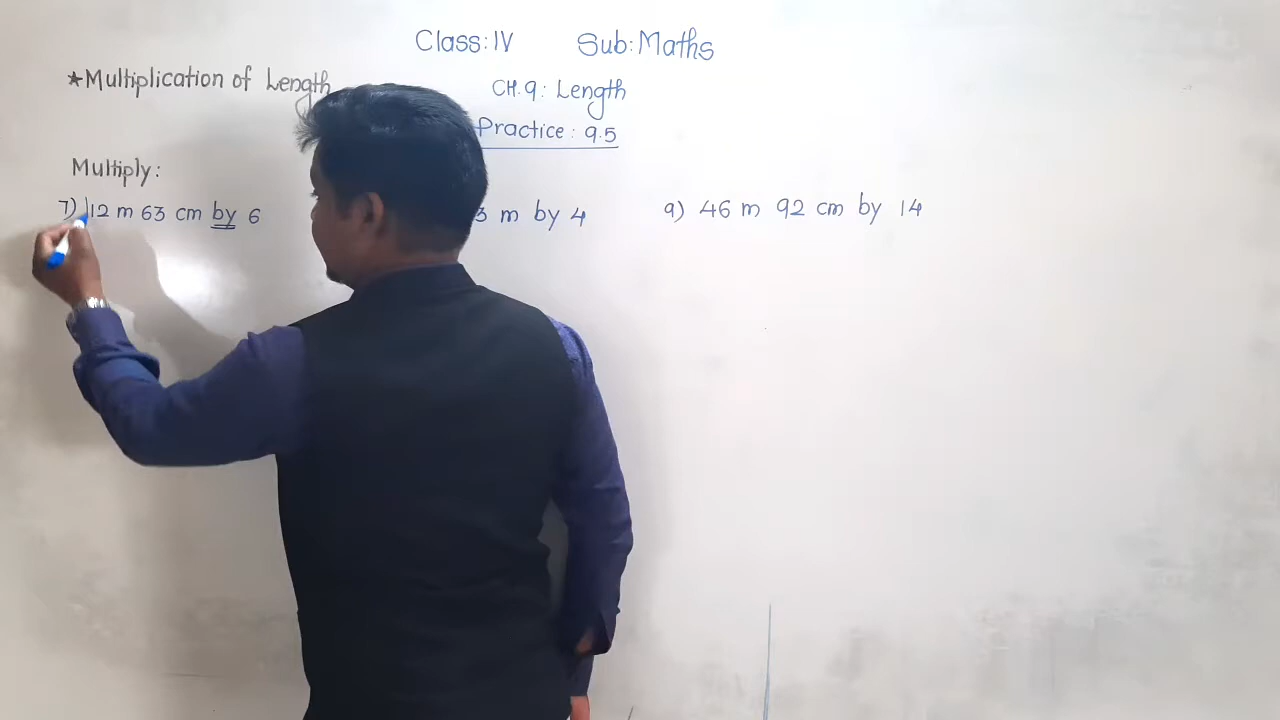 Class: IV Sub: Maths
★Multiplication of Length
CH.9: Length
Practice: 9.5
Multiply:
7) 12 m 63 cm by 6
m by 4
9) 46 m 92 cm by 14